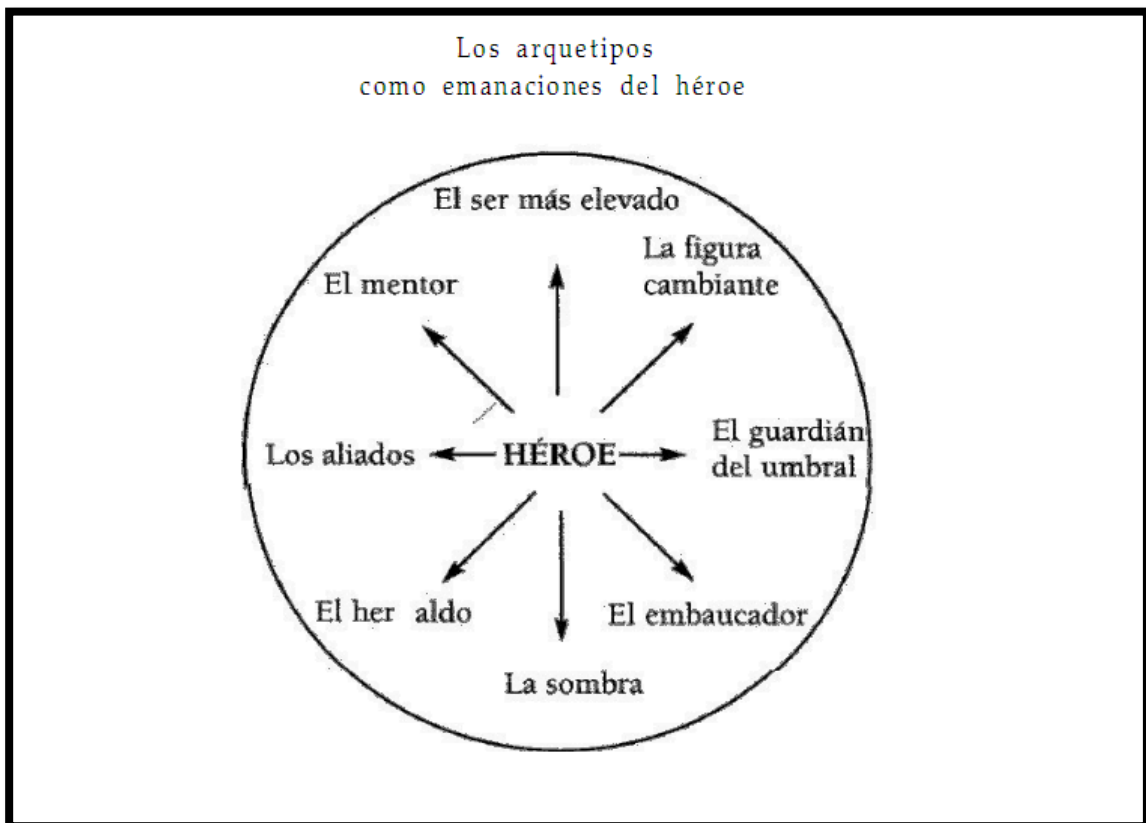 Los arquetipos
como emanaciones del héroe
El ser más elevado
La figura
cambiante
El mentor
Los aliados
HÉROE
El guardián
del umbral
El her aldo
El embaucador
La sombra